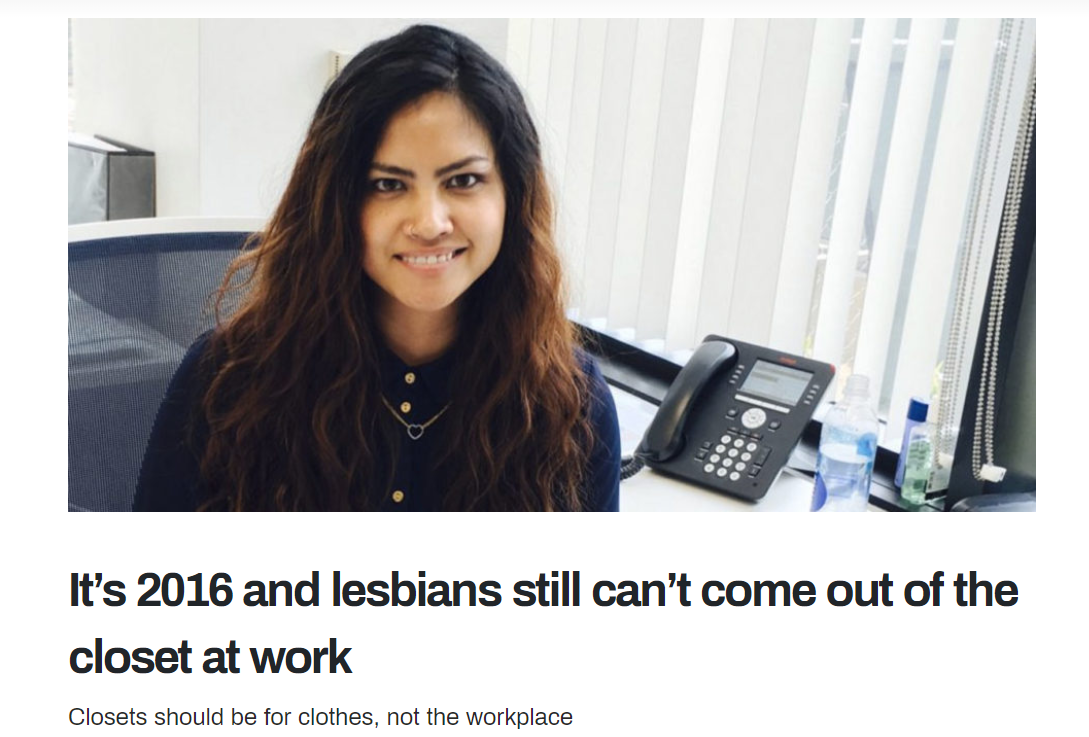 It’s 2016 and lesbians still can’t come out of the
closet at work
Closets should be for clothes, not the workplace